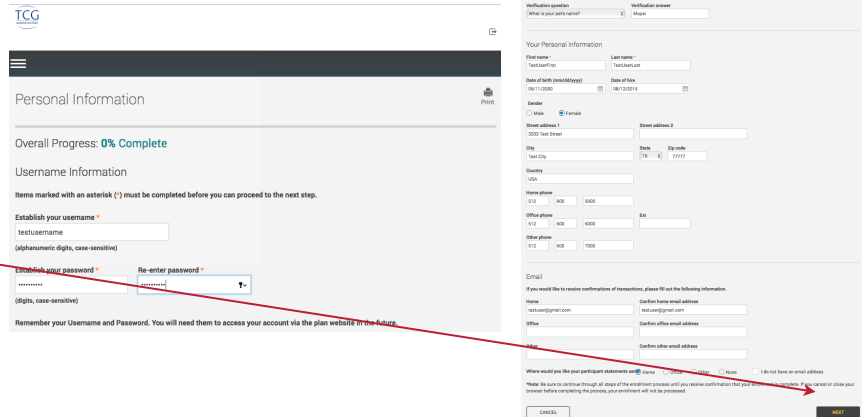 TCG
Personal Information
Print
Overall Progress: 0% Complete
Username Information
Items marked with an asterisk (*) must be completed before you can proceed to the next step.
Establish your username *
testusername
(alphanumeric digits, case-sensitive)
Establish your password * Re-enter password *
(digits, case-sensitive)
Remember your Username and Password. You will need them to access your account via the plan website in the future.
Verification question Verification answer
What is your pet's name? Mopsi
Your Personal Information
First name * Last name *
TestUserFirst TestUserLast
Date of birth (mm/dd/yyyy) Date of hire
05/11/2000 08/12/2015
Gender
Male Female
Street address 1 Street address 2
3333 Test Street
City State Zip code
Test City TX 77777
Country
USA
Home phone
512 600 5000
Office phone Ext
512 600 6000
Other phone
512 600 7000
Email
If you would like to receive confirmations of transactions, please fill out the following information.
Home Confirm home email address
testuser@gmail.com testuser@gmail.com
Office Confirm office email address
Other Confirm other email address
Where would you like your participant statements sent? Home Office Other None I do not have an email address
*Note: Be sure to continue through all steps of the enrollment process until you receive confirmation that your enrollment is complete. If you cancel or close your
browser before completing the process, your enrollment will not be processed.
CANCEL NEXT